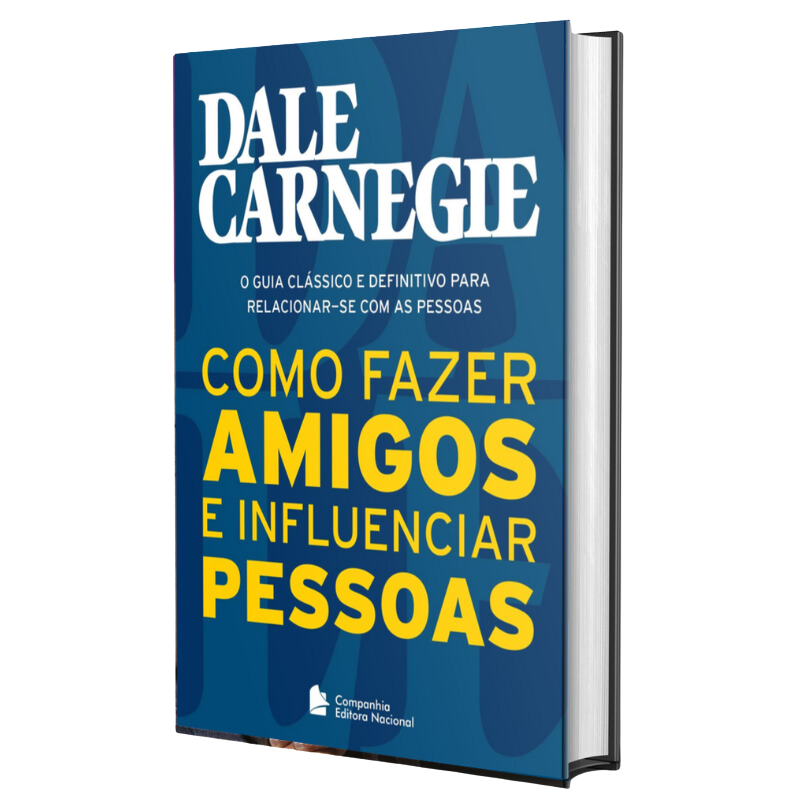 DALE
CARNEGIE
O GUIA CLÁSSICO E DEFINITIVO PARA
RELACIONAR-SE COM AS PESSOAS
COMO FAZER
AMIGOS
E INFLUENCIAR
PESSOAS
Companhia
Editora Nacional